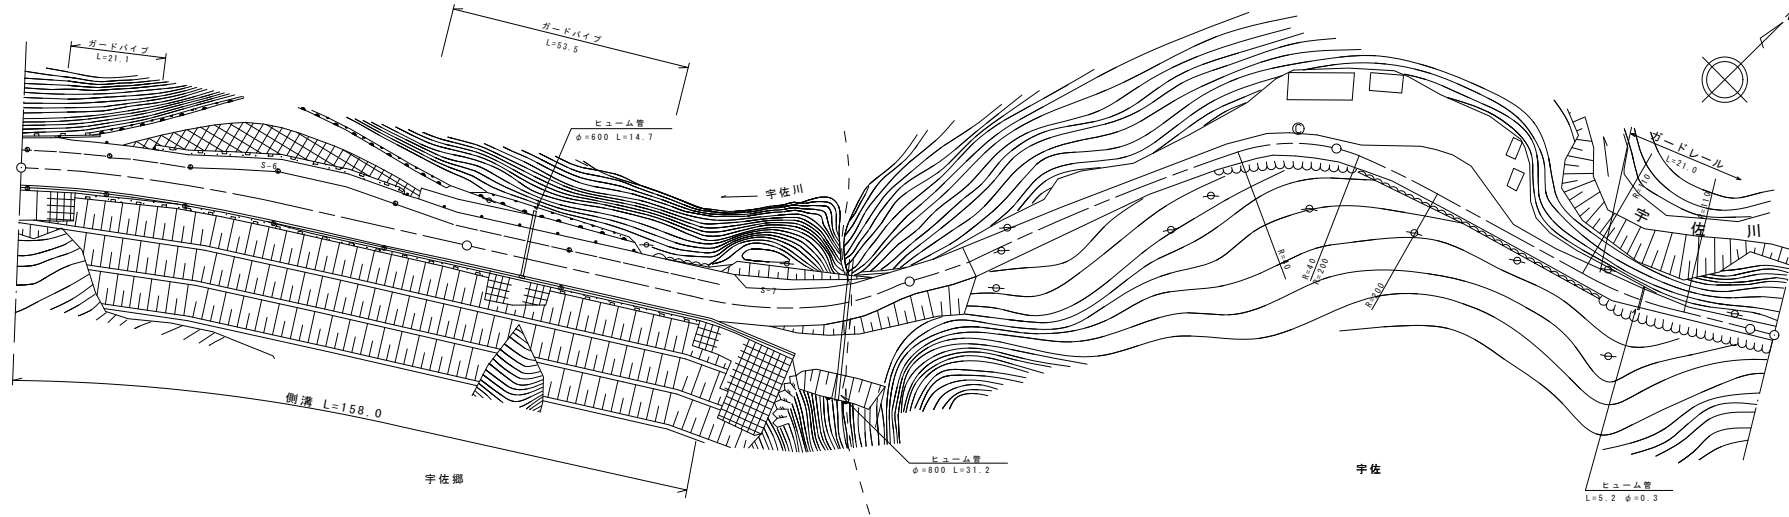 ガードパイプ
L=21.1
ガードパイプ
L=53.5
ヒューム管
φ=600 L=14.7
宇佐川
S-6
S-7
側溝 L=158.0
宇佐郷
ヒューム管
φ=800 L=31.2
R=40
R=200
R=200
宇佐
ガードレール
L=21.0
R=110
宇佐川
ヒューム管
L=5.2 φ=0.3